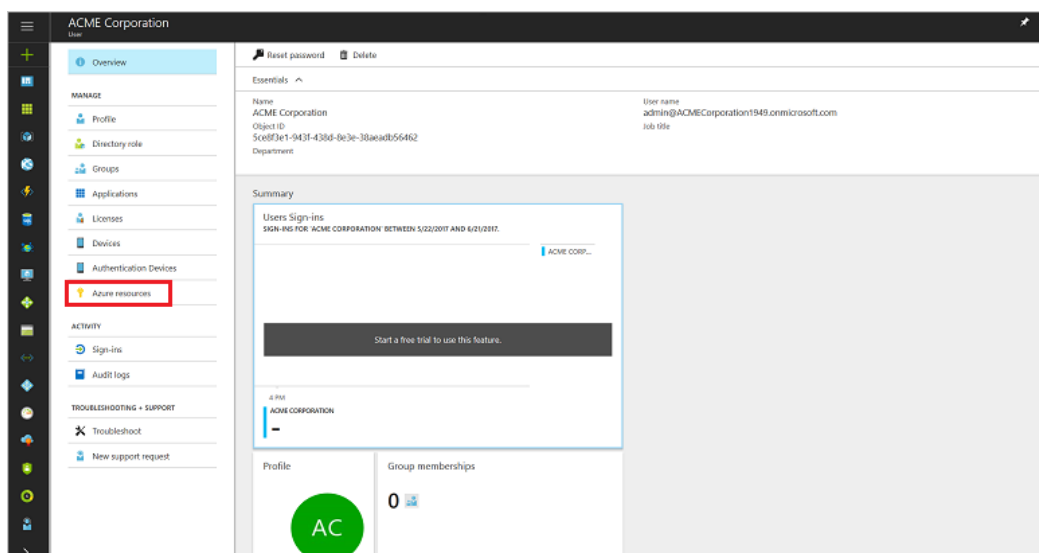 ACME Corporation
User
Overview
MANAGE
Profile
Directory role
Groups
Applications
Licenses
Devices
Authentication Devices
Azure resources
ACTIVITY
Sign-ins
Audit logs
TROUBLESHOOTING + SUPPORT
Troubleshoot
New support request
Reset password Delete
Essentials
Name
ACME Corporation
Object ID
5ce8f3e1-943f-438d-8e3e-38aeadb56462
Department
User name
admin@ACMECorporation1949.onmicrosoft.com
Job title
Summary
Users Sign-ins
SIGN-INS FOR 'ACME CORPORATION' BETWEEN 5/22/2017 AND 6/21/2017.
ACME CORP...
Start a free trial to use this feature.
4 PM
ACME CORPORATION
--
Profile
AC
Group memberships
0